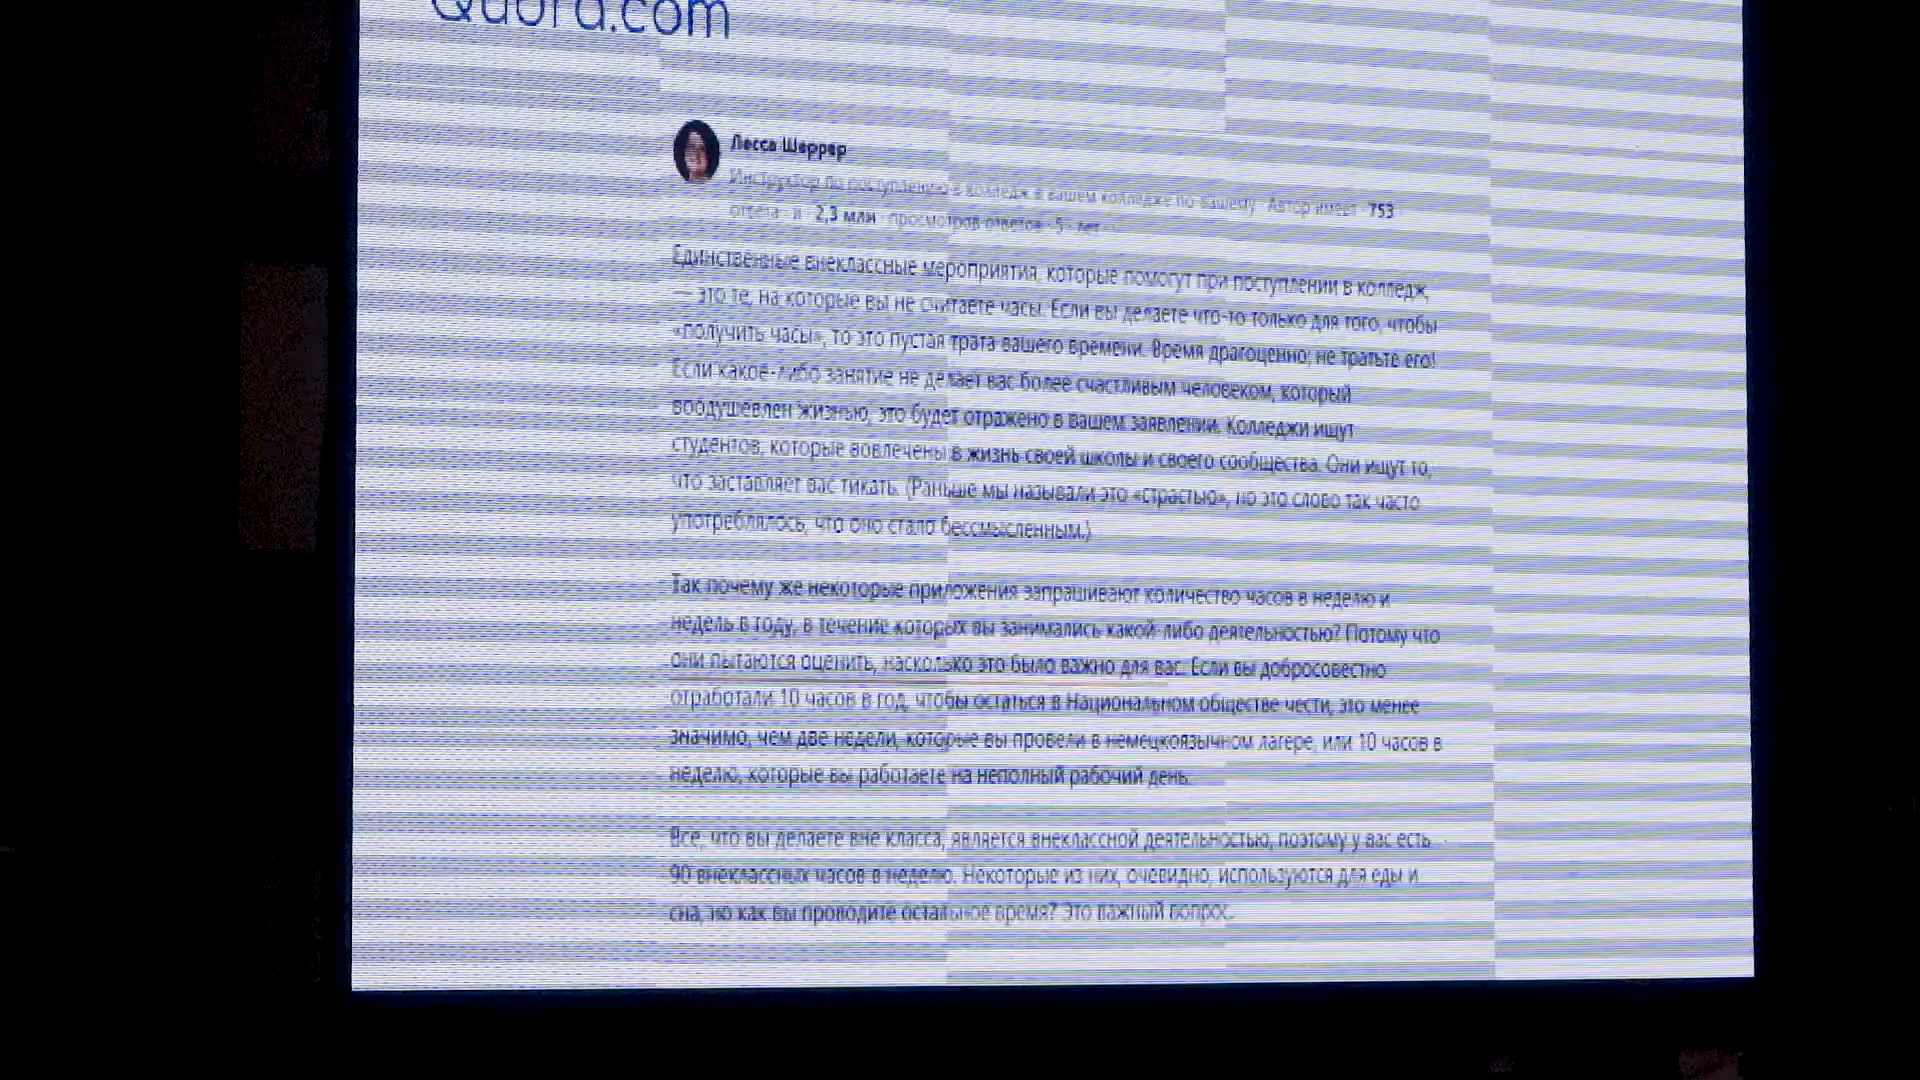 Quora.com
Лесса Шеррер
Инструктор по поступлению в колледж в вашем колледже по-вашему · Автор имеет · 753
ответа · и · 2,3 млн · просмотров ответов · 5 · лет ·
Единственные внеклассные мероприятия, которые помогут при поступлении в колледж,
— это те, на которые вы не считаете часы. Если вы делаете что-то только для того, чтобы
«получить часы», то это пустая трата вашего времени. Время драгоценно; не тратьте его!
Если какое-либо занятие не делает вас более счастливым человеком, который
воодушевлен жизнью, это будет отражено в вашем заявлении. Колледжи ищут
студентов, которые вовлечены в жизнь своей школы и своего сообщества. Они ищут то,
что заставляет вас тикать. (Раньше мы называли это «страстью», но это слово так часто
употреблялось, что оно стало бессмысленным.)
Так почему же некоторые приложения запрашивают количество часов в неделю и
недель в году, в течение которых вы занимались какой-либо деятельностью? Потому что
они пытаются оценить, насколько это было важно для вас. Если вы добросовестно
отработали 10 часов в год, чтобы остаться в Национальном обществе чести, это менее
значимо, чем две недели, которые вы провели в немецкоязычном лагере, или 10 часов в
неделю, которые вы работаете на неполный рабочий день.
Все, что вы делаете вне класса, является внеклассной деятельностью, поэтому у вас есть
90 внеклассных часов в неделю. Некоторые из них, очевидно, используются для еды и
сна, но как вы проводите остальное время? Это важный вопрос.